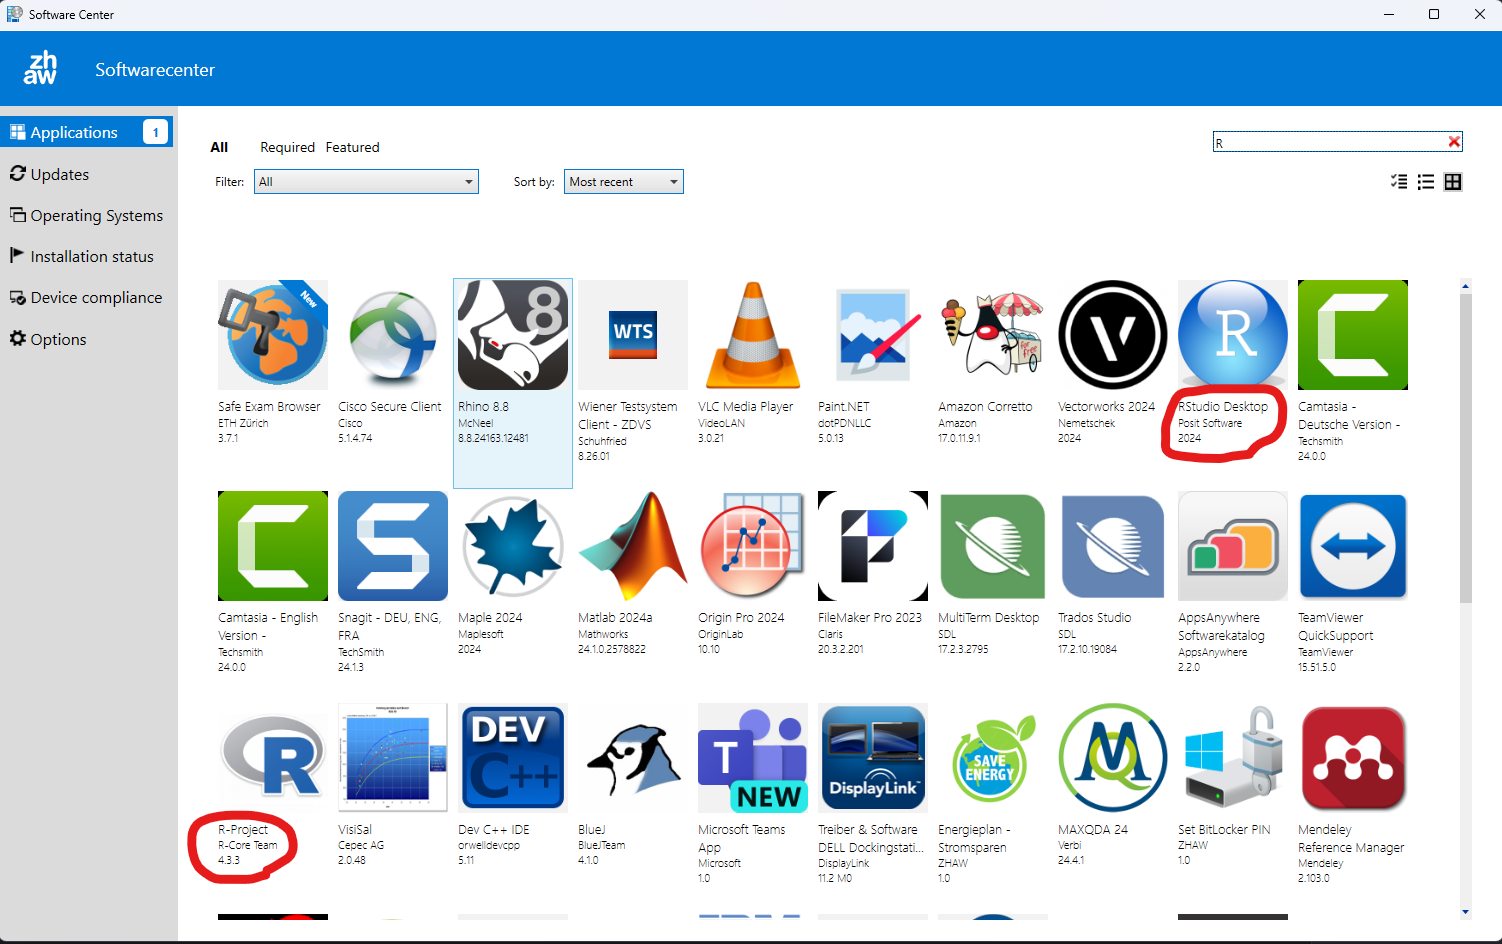 Software Center
zh
aw
Softwarecenter
Applications 1
Updates
Operating Systems
Installation status
Device compliance
Options
All Required Featured
R
Filter: All Sort by: Most recent
New
8
WTS
for free
V
R
C
Safe Exam Browser
ETH Zürich
3.7.1
Cisco Secure Client
Cisco
5.1.4.74
Rhino 8.8
McNeel
8.8.24163.12481
Wiener Testsystem
Client - ZDVS
Schuhfried
8.26.01
VLC Media Player
VideoLAN
3.0.21
Paint.NET
dotPDNLLC
5.0.13
Amazon Corretto
Amazon
17.0.11.9.1
Vectorworks 2024
Nemetschek
2024
RStudio Desktop
Posit Software
2024
Camtasia -
Deutsche Version -
Techsmith
24.0.0
C
S
Camtasia - English
Version -
Techsmith
24.0.0
Snagit - DEU, ENG,
FRA
TechSmith
24.1.3
Maple 2024
Maplesoft
2024
Matlab 2024a
Mathworks
24.1.0.2578822
Origin Pro 2024
OriginLab
10.10
FileMaker Pro 2023
Claris
20.3.2.201
MultiTerm Desktop
SDL
17.2.3.2795
Trados Studio
SDL
17.2.10.19084
AppsAnywhere
Softwarekatalog
AppsAnywhere
2.2.0
TeamViewer
QuickSupport
TeamViewer
15.51.5.0
R
DEV
C++
T
NEW
DisplayLink™
SAVE
ENERGY
MQ
R-Project
R-Core Team
4.3.3
VisiSal
Cepec AG
2.0.48
Dev C++ IDE
orwelldevcpp
5.11
BlueJ
BlueJTeam
4.1.0
Microsoft Teams
App
Microsoft
1.0
Treiber & Software
DELL Dockingstati...
DisplayLink
11.2 M0
Energieplan -
Stromsparen
ZHAW
1.0
MAXQDA 24
Verbi
24.4.1
Set BitLocker PIN
ZHAW
1.0
Mendeley
Reference Manager
Mendeley
2.103.0